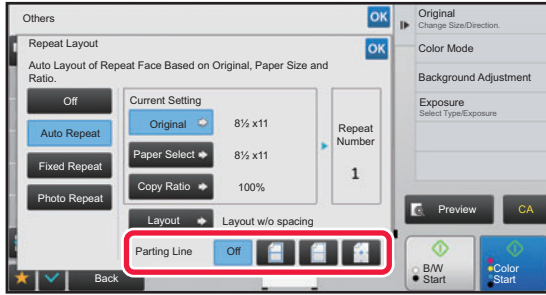 Others
OK
Repeat Layout
OK
Auto Layout of Repeat Face Based on Original, Paper Size and
Ratio.
Off
Auto Repeat
Fixed Repeat
Photo Repeat
Current Setting
Original
8½ x11
Paper Select
8½ x11
Copy Ratio
100%
Repeat
Number
1
Layout
Layout w/o spacing
Parting Line
Off
Back
Original
Change Size/Direction.
Color Mode
Background Adjustment
Exposure
Select Type/Exposure
Preview
CA
B/W
Start
Color
Start